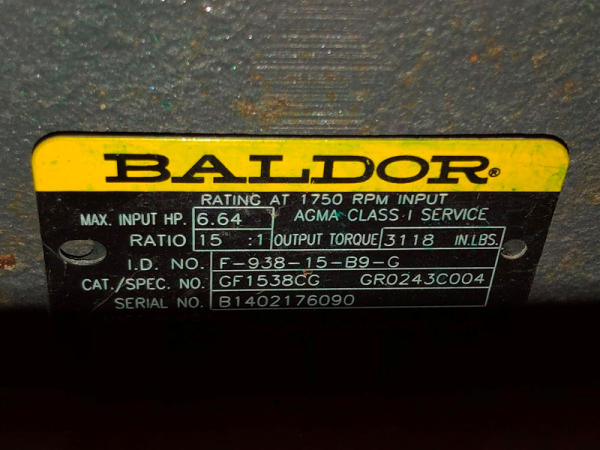 BALDOR®
RATING AT 1750 RPM INPUT
MAX. INPUT HP. 6.64 AGMA CLASS I SERVICE
RATIO 15 :1 OUTPUT TORQUE 3118 IN.LBS.
I.D. NO. F-938-15-B9-G
CAT./SPEC. NO. GF1538CG GR0243C004
SERIAL NO. B1402176090